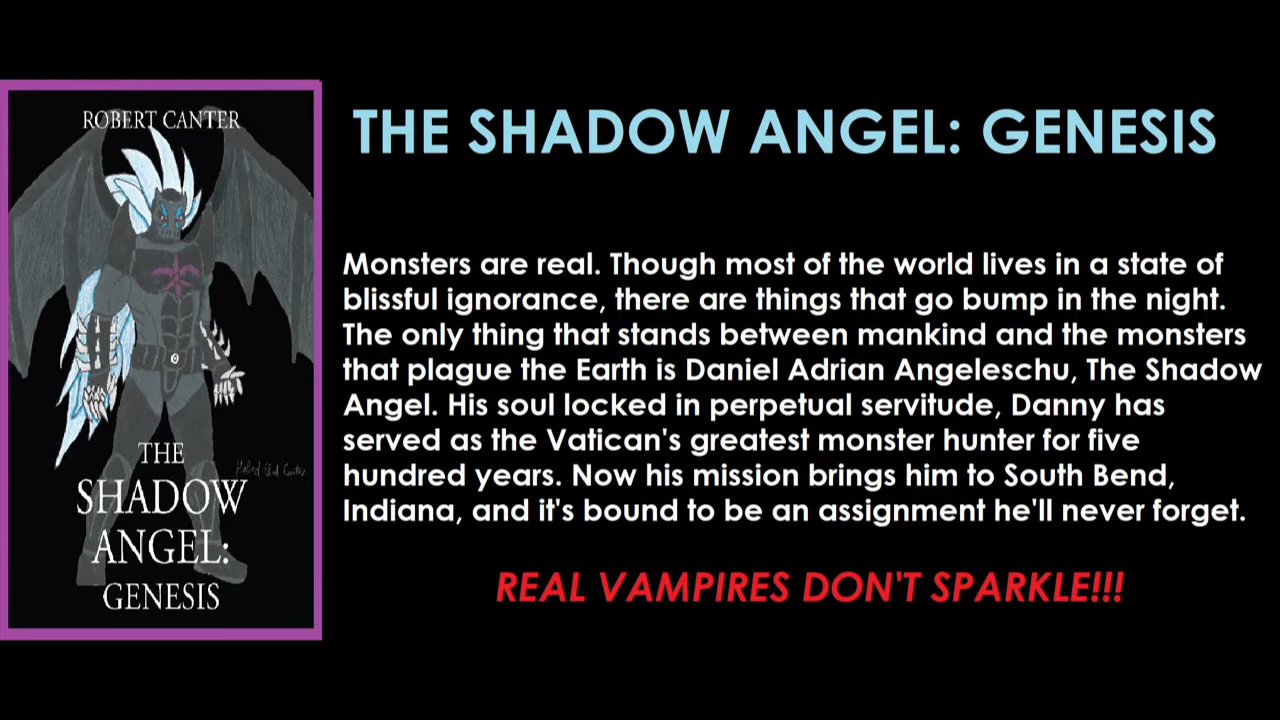 ROBERT CANTER
THE
SHADOW
ANGEL:
GENESIS
THE SHADOW ANGEL: GENESIS
Monsters are real. Though most of the world lives in a state of
blissful ignorance, there are things that go bump in the night.
The only thing that stands between mankind and the monsters
that plague the Earth is Daniel Adrian Angeleschu, The Shadow
Angel. His soul locked in perpetual servitude, Danny has
served as the Vatican's greatest monster hunter for five
hundred years. Now his mission brings him to South Bend,
Indiana, and it's bound to be an assignment he'll never forget.
REAL VAMPIRES DON'T SPARKLE!!!